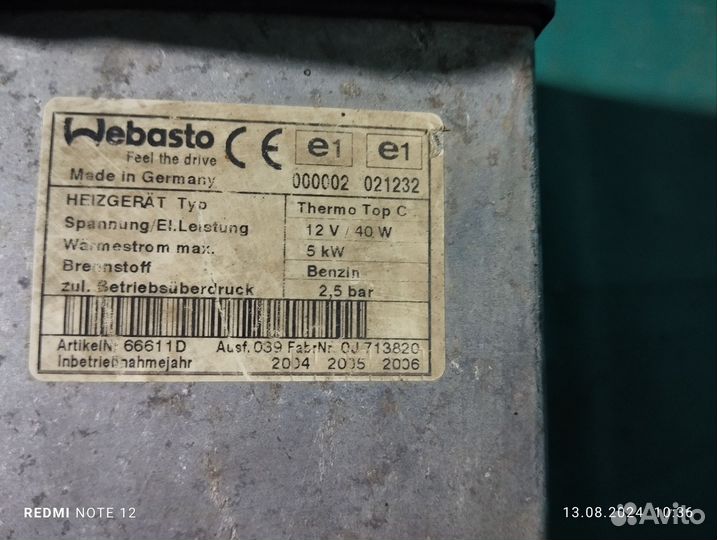 Webasto CE e1 e1
Feel the drive
Made in Germany 000002 021232
HEIZGERÄT Typ Thermo Top C
Spannung/El.Leistung 12 V / 40 W
Wärmestrom max. 5 kW
Brennstoff Benzin
zul. Betriebsüberdruck 2,5 bar
ArtikelNr 66611D Ausf. 039 FabrNr. 0J 713820
Inbetriebnahmejahr 2004 2005 2006
REDMI NOTE 12
13.08.2024 10:36
Avito